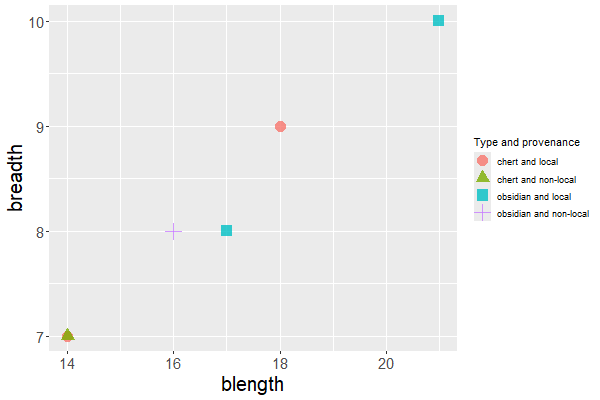 10
9
8
7
breadth
14
16
18
20
blength
Type and provenance
chert and local
chert and non-local
obsidian and local
obsidian and non-local